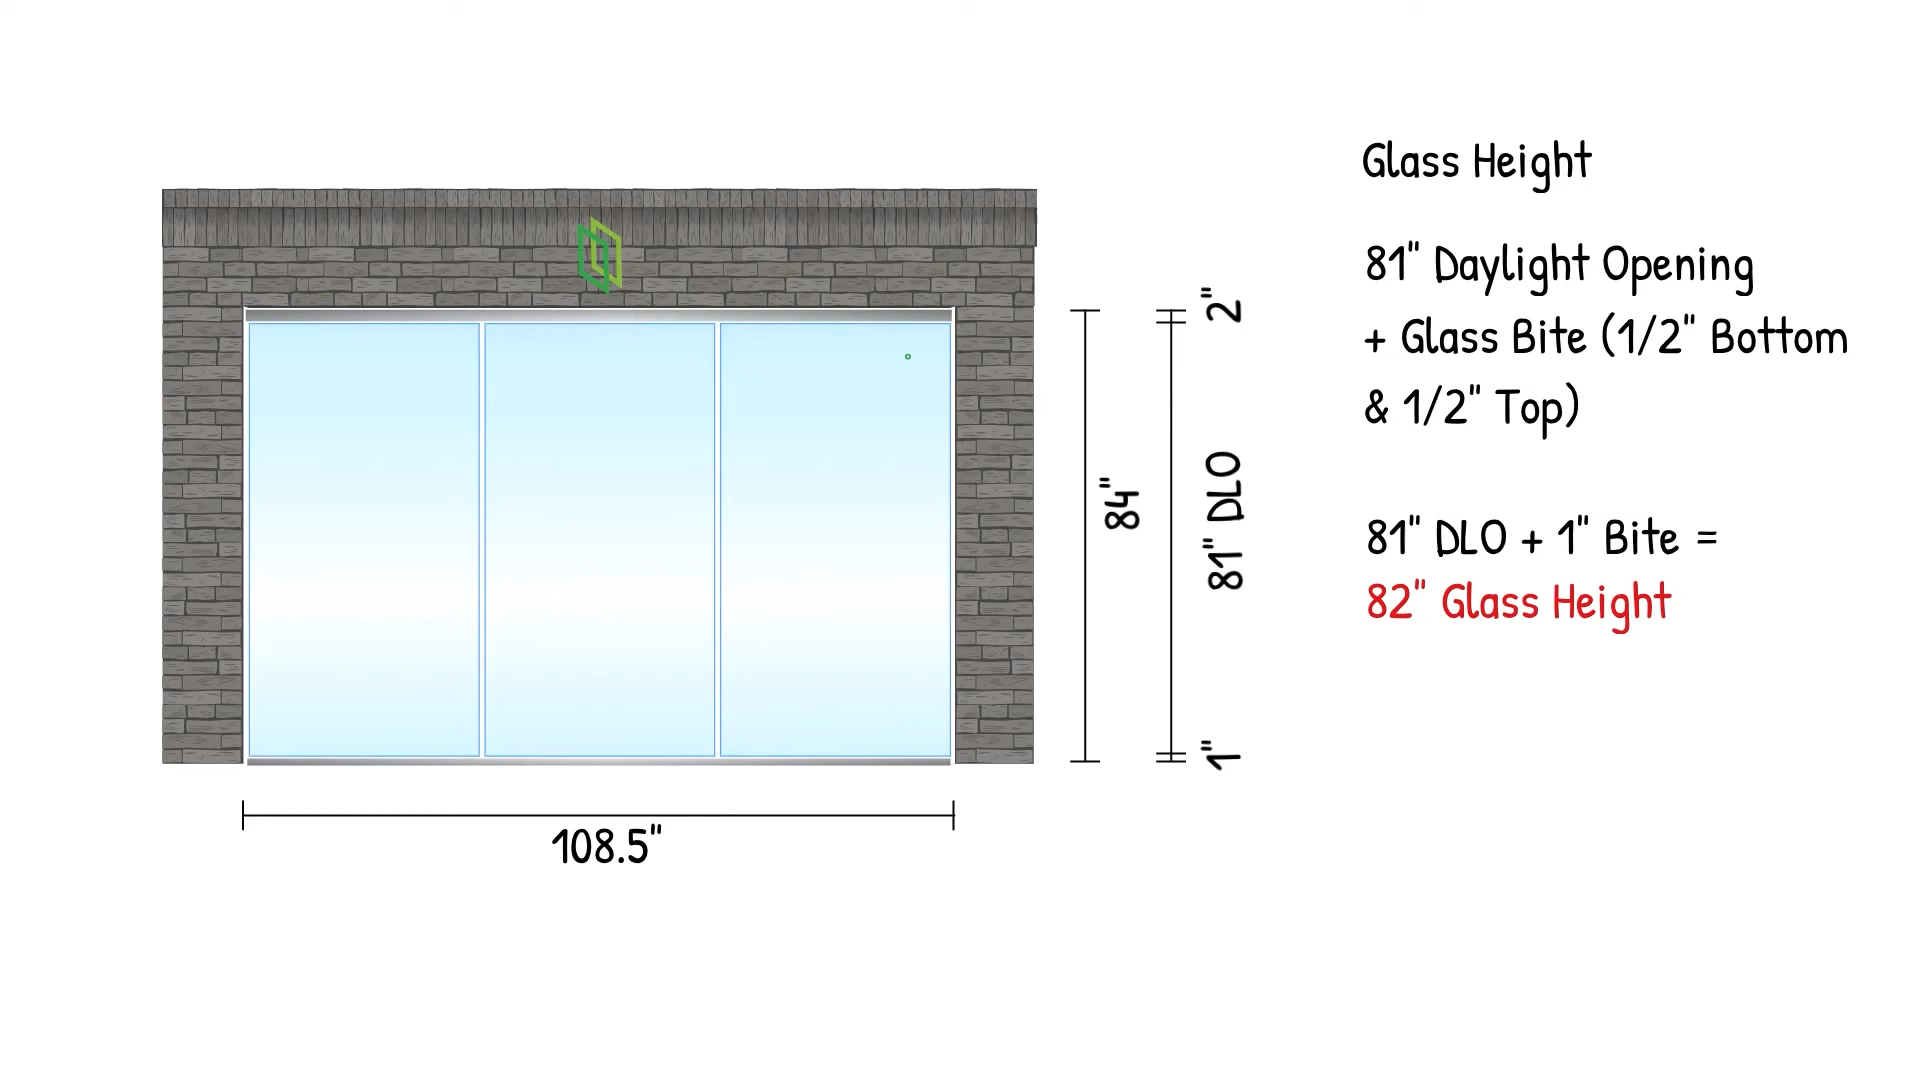 Glass Height
81" Daylight Opening
+ Glass Bite (1/2" Bottom
& 1/2" Top)
81" DLO + 1" Bite =
82" Glass Height
2"
84"
81" DLO
1"
108.5"